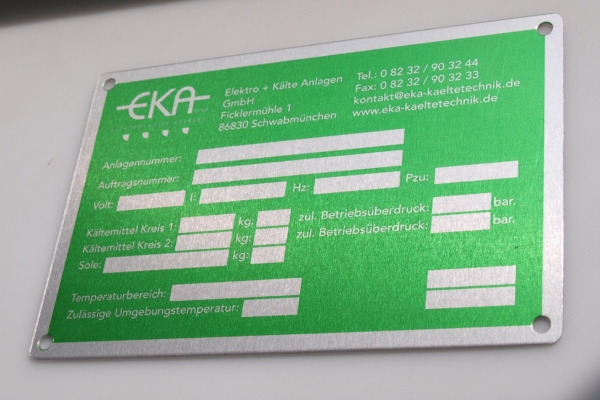 EKA
Elektro + Kälte Anlagen
GmbH
Ficklermühle 1
86830 Schwabmünchen
Tel.: 0 82 32 / 90 32 44
Fax: 0 82 32 / 90 32 33
kontakt@eka-kaeltetechnik.de
www.eka-kaeltetechnik.de
Anlagennummer:
Auftragsnummer:
Volt: I: Hz: Pzu:
Kältemittel Kreis 1: kg: zul. Betriebsüberdruck: bar.
Kältemittel Kreis 2: kg: zul. Betriebsüberdruck: bar.
Sole: kg:
Temperaturbereich:
Zulässige Umgebungstemperatur: